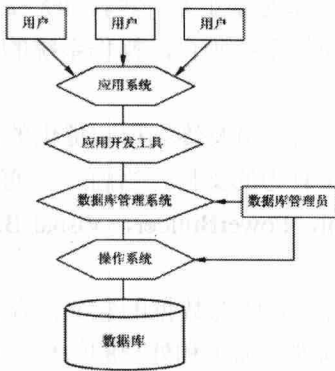 用户
用户
用户
应用系统
应用开发工具
数据库管理系统
数据库管理员
操作系统
数据库